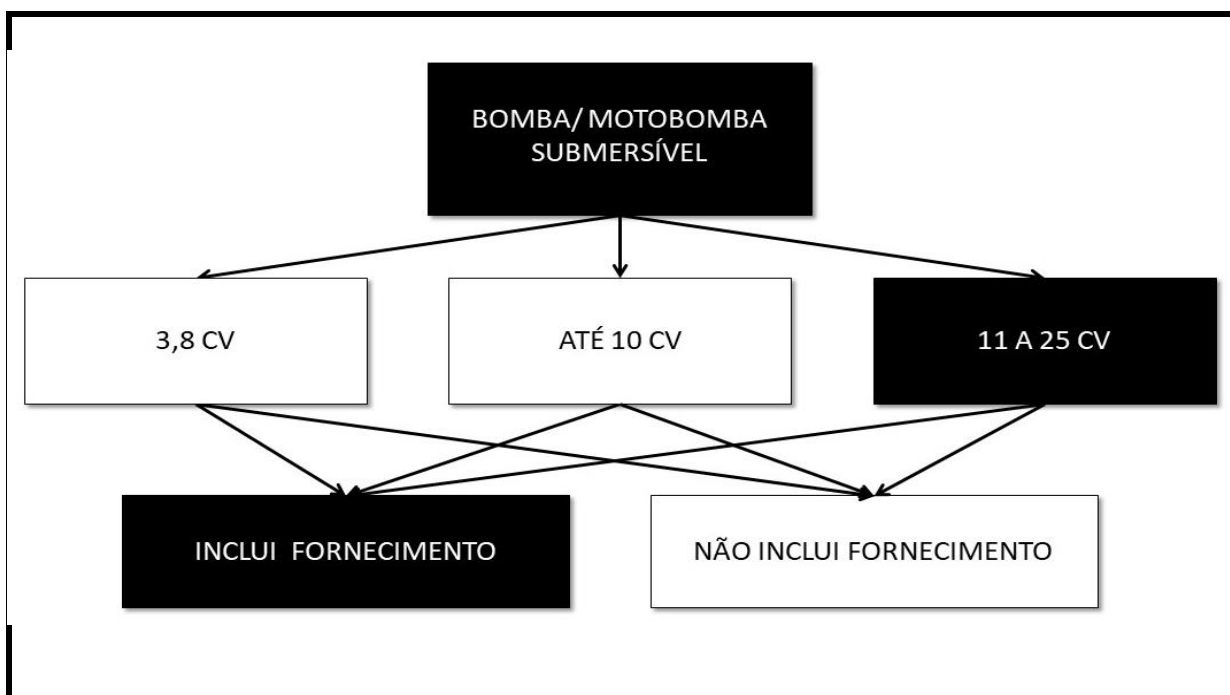 BOMBA/ MOTOBOMBA
SUBMERSÍVEL
3,8 CV
ATÉ 10 CV
11 A 25 CV
INCLUI FORNECIMENTO
NÃO INCLUI FORNECIMENTO